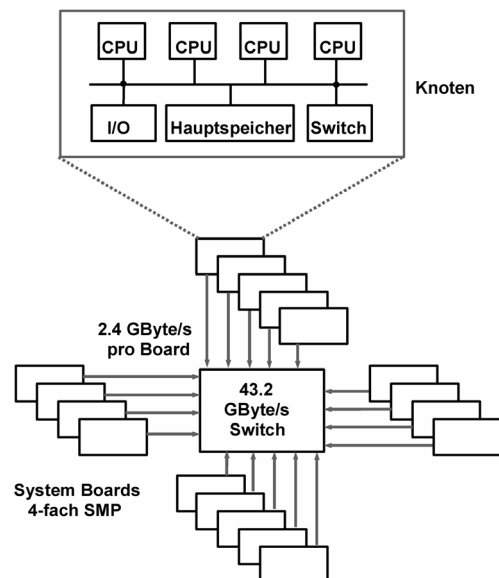 CPU CPU CPU CPU
Knoten
I/O Hauptspeicher Switch
2.4 GByte/s
pro Board
43.2
GByte/s
Switch
System Boards
4-fach SMP